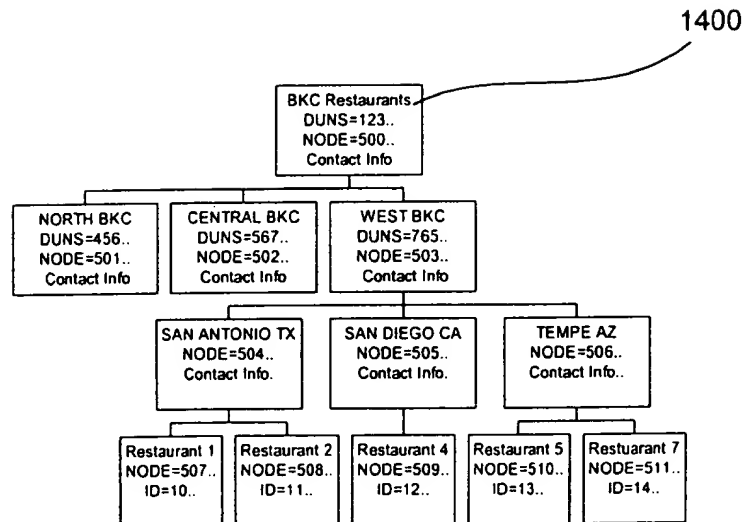 1400
BKC Restaurants
DUNS=123..
NODE=500..
Contact Info
NORTH BKC
DUNS=456..
NODE=501..
Contact Info
CENTRAL BKC
DUNS=567..
NODE=502..
Contact Info
WEST BKC
DUNS=765..
NODE=503..
Contact Info
SAN ANTONIO TX
NODE=504..
Contact Info.
SAN DIEGO CA
NODE=505..
Contact Info.
TEMPE AZ
NODE=506..
Contact Info..
Restaurant 1
NODE=507..
ID=10..
Restaurant 2
NODE=508..
ID=11..
Restaurant 4
NODE=509..
ID=12..
Restaurant 5
NODE=510..
ID=13..
Restuarant 7
NODE=511..
ID=14..